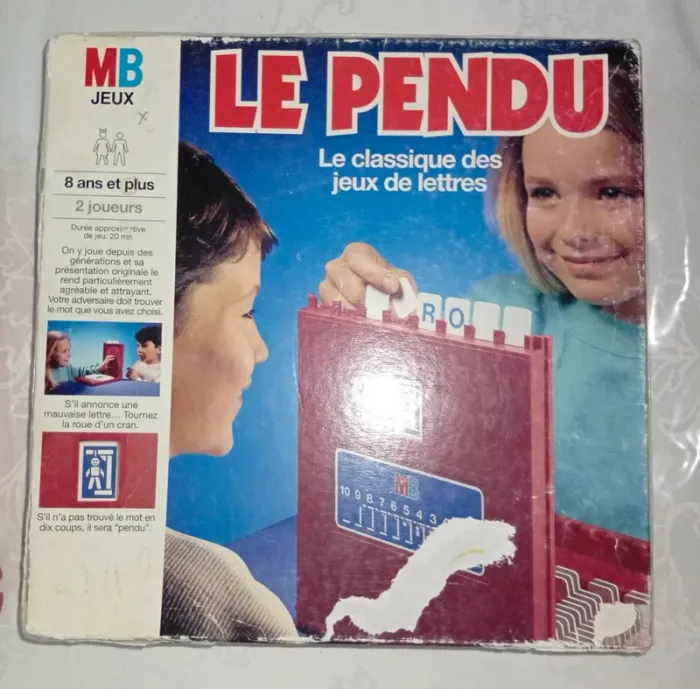 MB
JEUX
8 ans et plus
2 joueurs
Durée approximative
de jeu: 20 mn
On y joue depuis des
générations et sa
présentation originale le
rend particulièrement
agréable et attrayant.
Votre adversaire doit trouver
le mot que vous avez choisi.
S'il annonce une
mauvaise lettre... Tournez
la roue d'un cran.
S'il n'a pas trouvé le mot en
dix coups, il sera "pendu".
LE PENDU
Le classique des
jeux de lettres
RO
MB
10 9 8 7 6 5 4 3